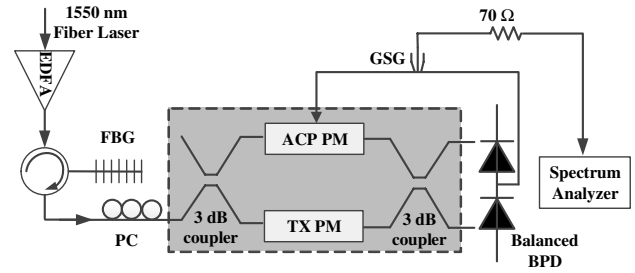 1550 nm
Fiber Laser
EDFA
FBG
PC
3 dB
coupler
ACP PM
TX PM
3 dB
coupler
GSG
70 Ω
Balanced
BPD
Spectrum
Analyzer